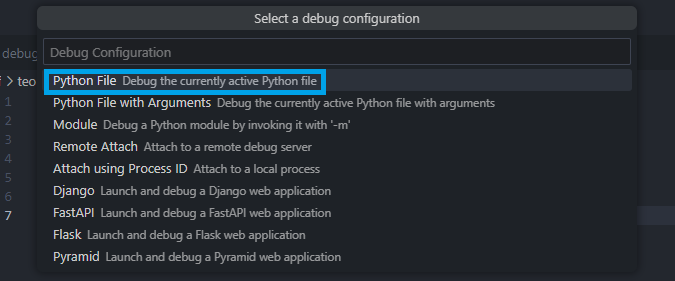 Select a debug configuration
Debug Configuration
debug
Python File Debug the currently active Python file
> teo
1
Python File with Arguments Debug the currently active Python file with arguments
2
Module Debug a Python module by invoking it with '-m'
3
Remote Attach Attach to a remote debug server
4
Attach using Process ID Attach to a local process
5
Django Launch and debug a Django web application
6
FastAPI Launch and debug a FastAPI web application
7
Flask Launch and debug a Flask web application
Pyramid Launch and debug a Pyramid web application